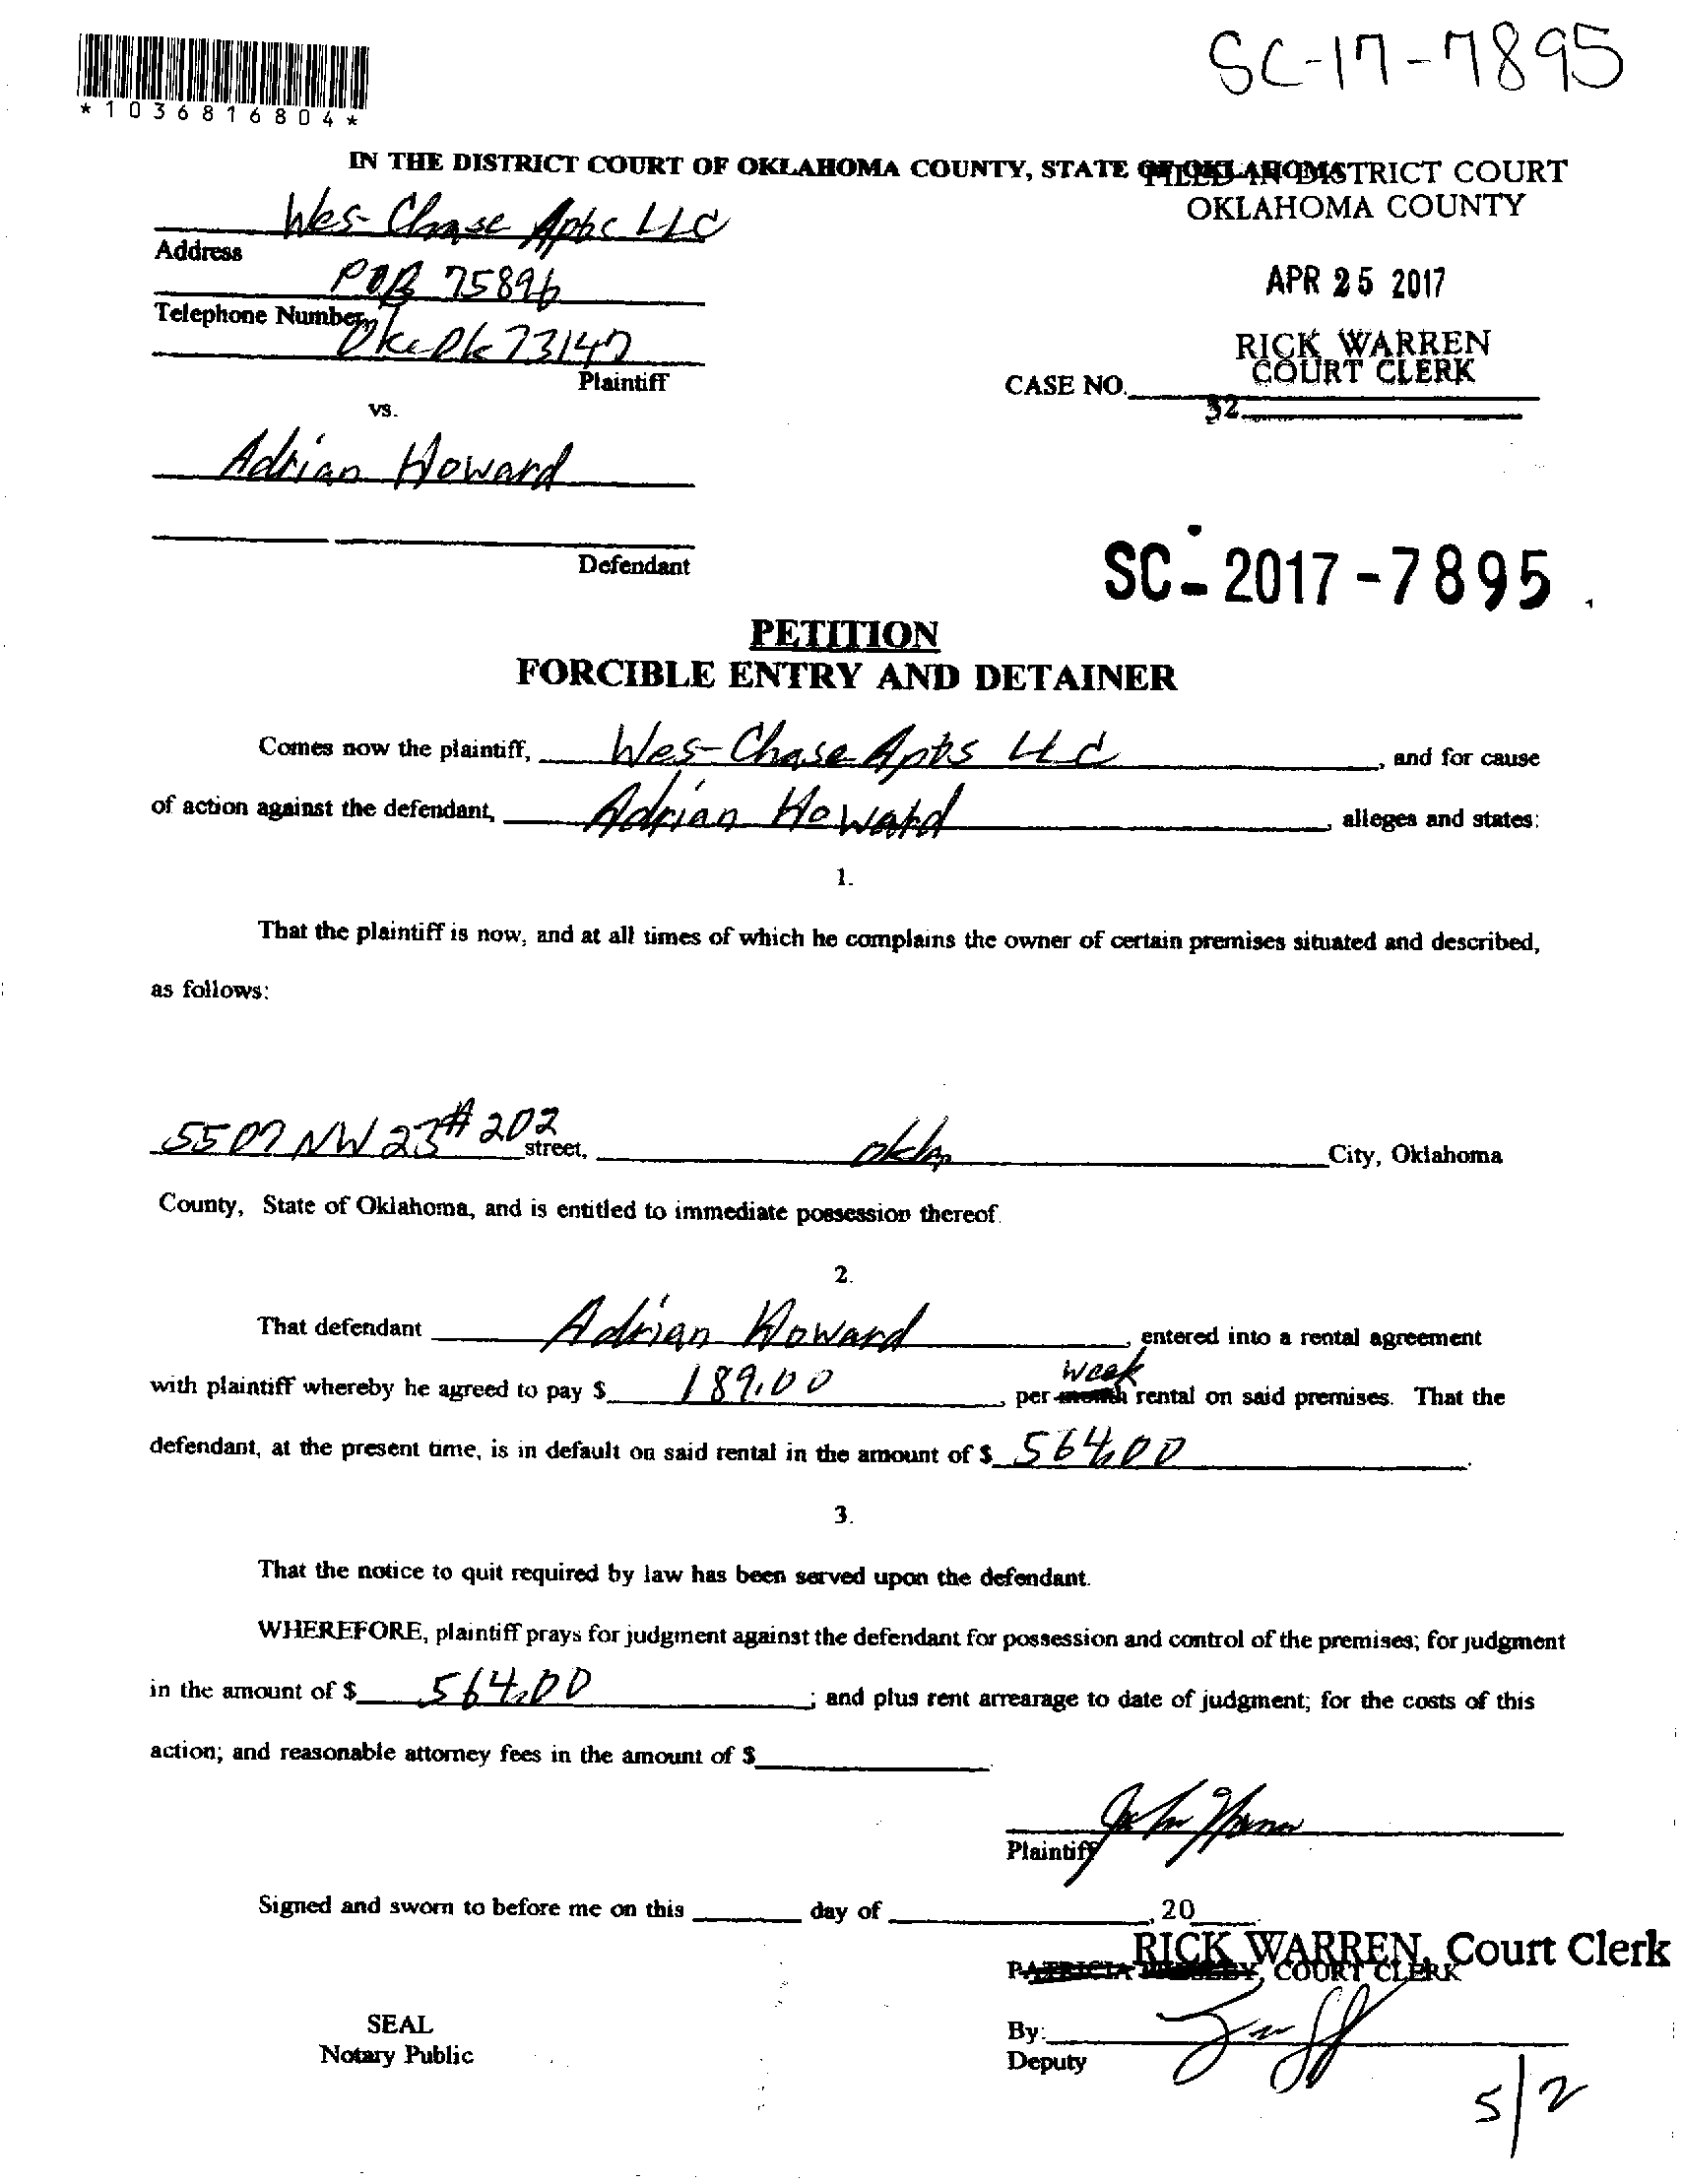 SC-17-7895
*1036816804*
IN THE DISTRICT COURT OF OKLAHOMA COUNTY, STATE OF OKLAHOMA
FILED IN DISTRICT COURT
OKLAHOMA COUNTY
Wes-Chase Apts LLC
Address
POB 75896
APR 25 2017
Telephone Number
Okc Ok 73147
RICK WARREN
COURT CLERK
Plaintiff
CASE NO.
32
vs.
Adrian Howard
Defendant
SC-2017-7895
PETITION
FORCIBLE ENTRY AND DETAINER
Comes now the plaintiff, Wes-Chase Apts LLC, and for cause
of action against the defendant, Adrian Howard, alleges and states:
1.
That the plaintiff is now, and at all times of which he complains the owner of certain premises situated and described,
as follows:
5507 NW 23 # 202 street, City, Oklahoma
County, State of Oklahoma, and is entitled to immediate possession thereof.
2.
That defendant Adrian Howard, entered into a rental agreement
with plaintiff whereby he agreed to pay $ 189.00, per month week rental on said premises. That the
defendant, at the present time, is in default on said rental in the amount of $ 564.00.
3.
That the notice to quit required by law has been served upon the defendant.
WHEREFORE, plaintiff prays for judgment against the defendant for possession and control of the premises; for judgment
in the amount of $ 564.00; and plus rent arrearage to date of judgment; for the costs of this
action; and reasonable attorney fees in the amount of $
Plaintiff
Signed and sworn to before me on this day of , 20
RICK WARREN, Court Clerk
PATRICIA PRESLEY, COURT CLERK
SEAL
Notary Public
By:
Deputy
5/2